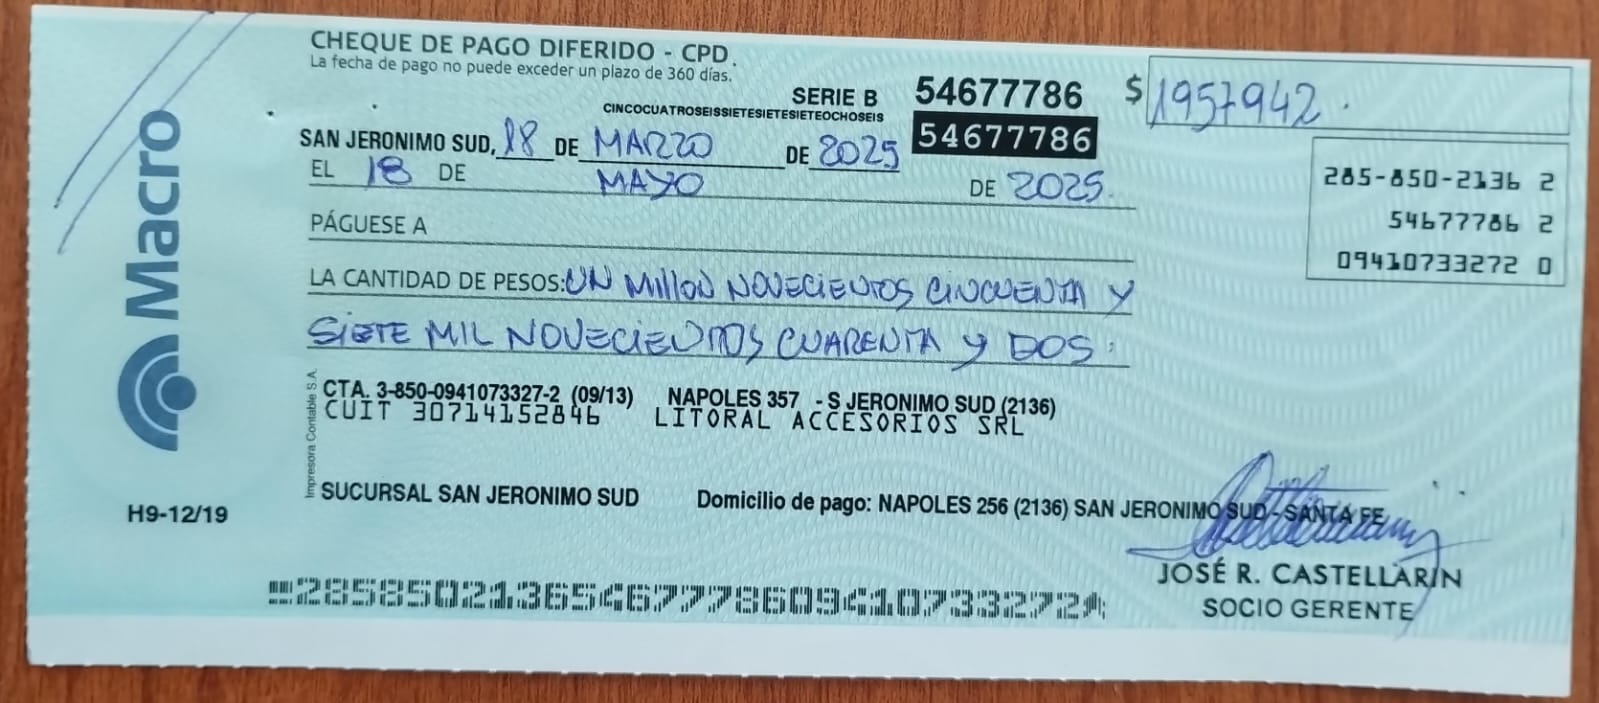 CHEQUE DE PAGO DIFERIDO - CPD.
La fecha de pago no puede exceder un plazo de 360 días.
SERIE B 54677786 $ 1957942.
CINCOCUATROSEISSIETESIETESIETEOCHOSEIS
54677786
SAN JERONIMO SUD, 18 DE MARZO DE 2025
EL 18 DE MAYO DE 2025.
285-850-2136 2
54677786 2
09410733272 0
PÁGUESE A
LA CANTIDAD DE PESOS: UN Millon NOVECIENTOS CINCUENTA Y
SIETE MIL NOVECIENTOS CUARENTA y DOS.
CTA. 3-850-0941073327-2 (09/13) NAPOLES 357 - S JERONIMO SUD (2136)
CUIT 30714152846 LITORAL ACCESORIOS SRL
Impresora Contable S.A.
SUCURSAL SAN JERONIMO SUD Domicilio de pago: NAPOLES 256 (2136) SAN JERONIMO SUD - SANTA FE
Macro
H9-12/19
JOSÉ R. CASTELLARIN
SOCIO GERENTE
28585021365467778609410733272